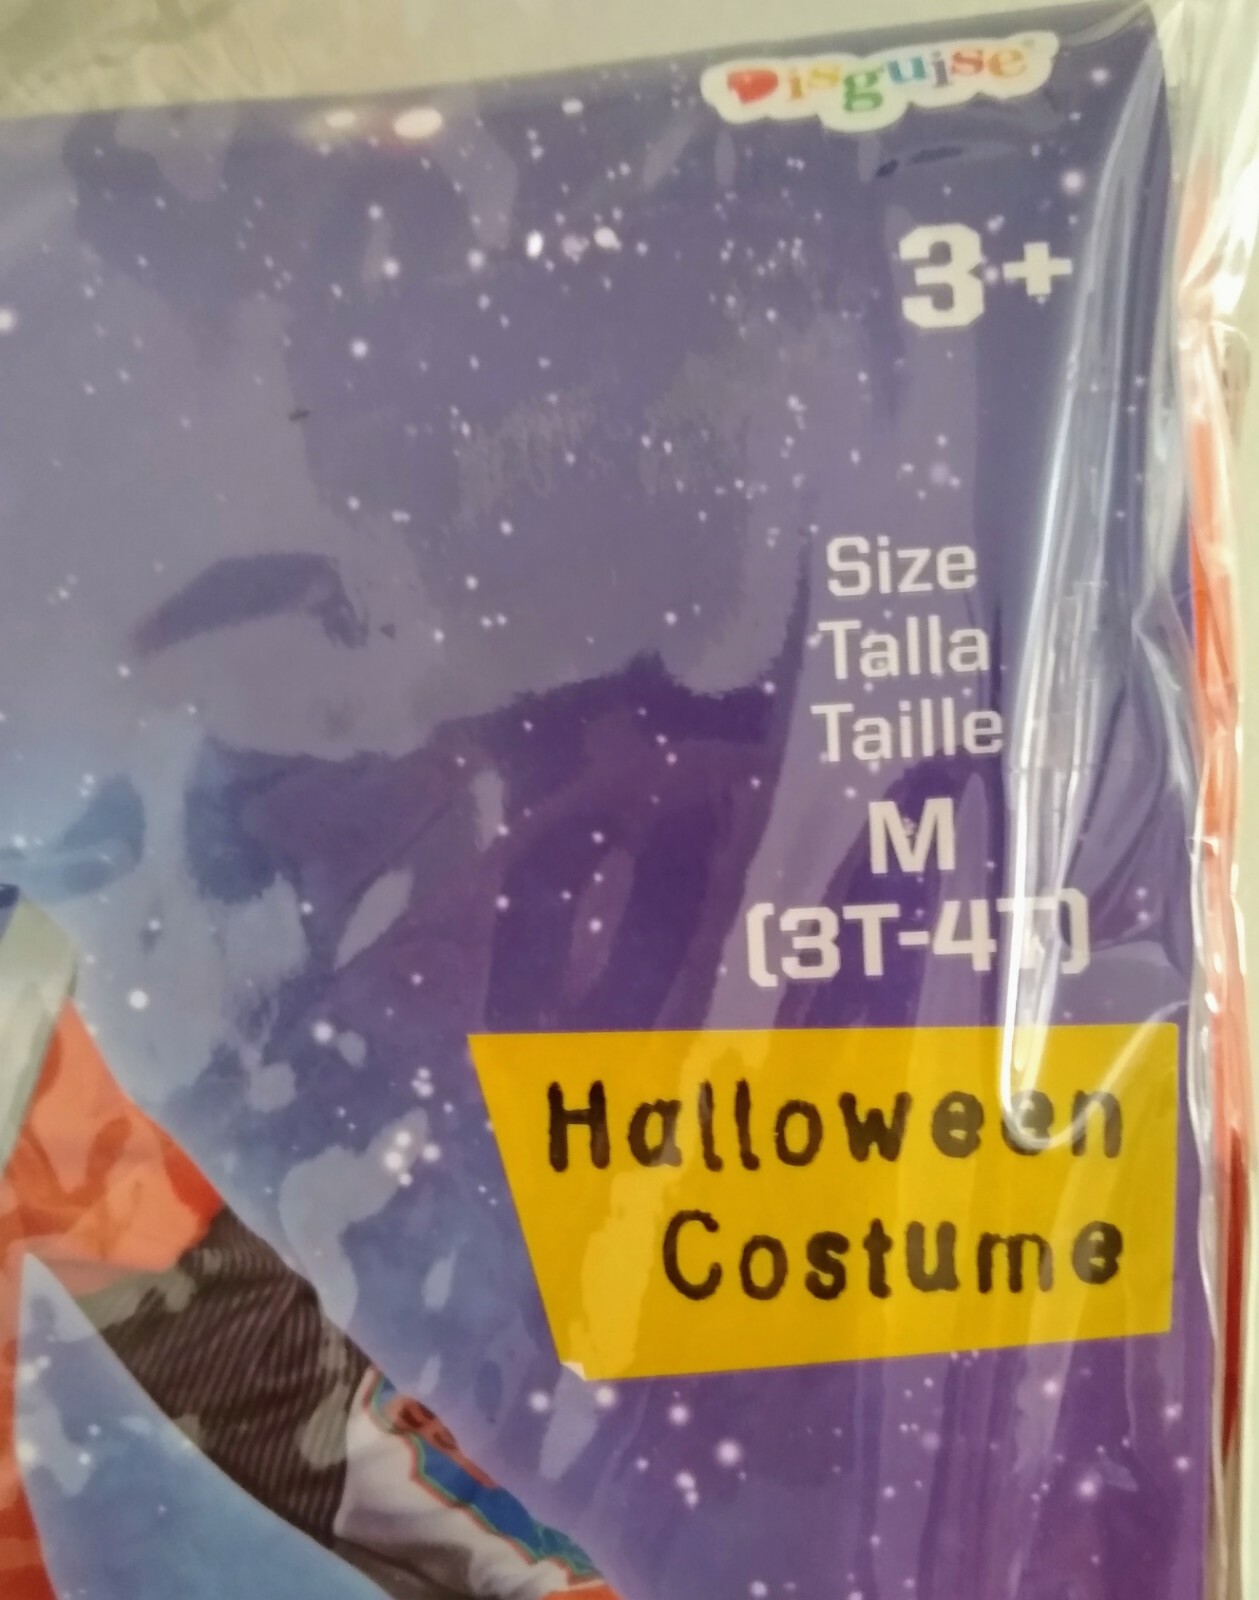 Disguise
3+
Size
Talla
Taille
M
(3T-4T)
Halloween
Costume